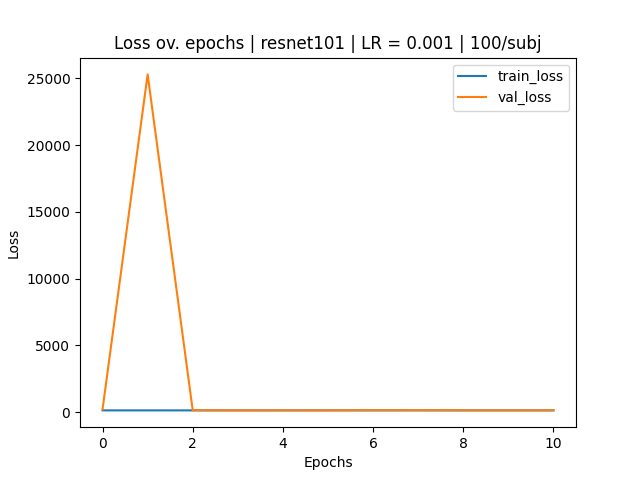 Loss ov. epochs | resnet101 | LR = 0.001 | 100/subj
train_loss
val_loss
25000
20000
15000
10000
5000
0
Loss
0 2 4 6 8 10
Epochs